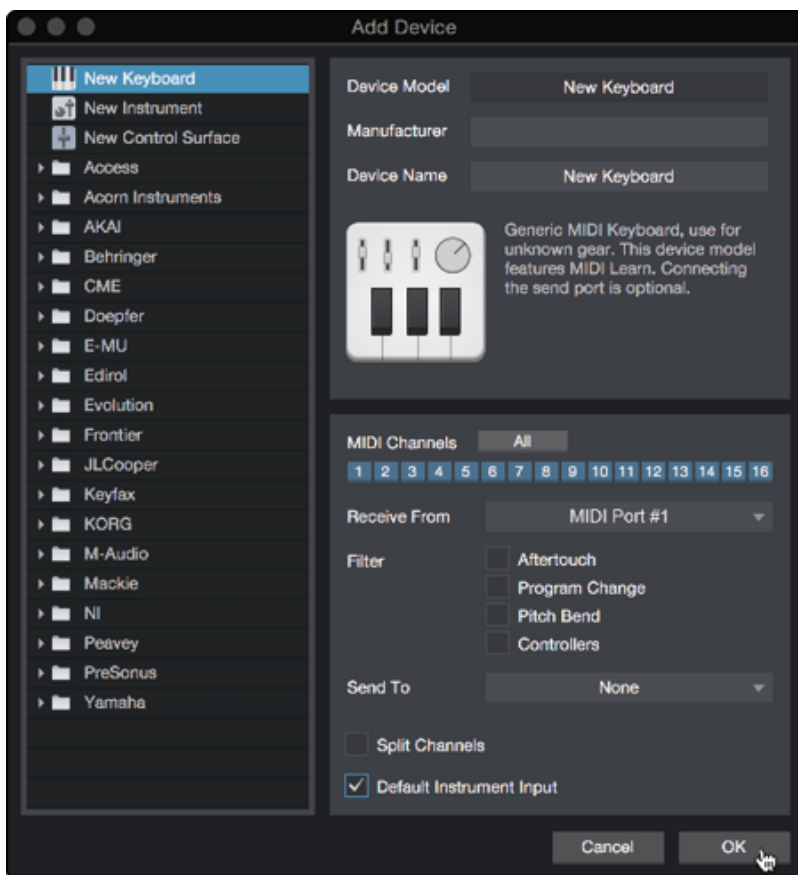 Add Device
New Keyboard
New Instrument
New Control Surface
Access
Acorn Instruments
AKAI
Behringer
CME
Doepfer
E-MU
Edirol
Evolution
Frontier
JLCooper
Keyfax
KORG
M-Audio
Mackie
NI
Peavey
PreSonus
Yamaha
Device Model New Keyboard
Manufacturer
Device Name New Keyboard
Generic MIDI Keyboard, use for
unknown gear. This device model
features MIDI Learn. Connecting
the send port is optional.
MIDI Channels All
1 2 3 4 5 6 7 8 9 10 11 12 13 14 15 16
Receive From MIDI Port #1
Filter Aftertouch
Program Change
Pitch Bend
Controllers
Send To None
Split Channels
Default Instrument Input
Cancel OK